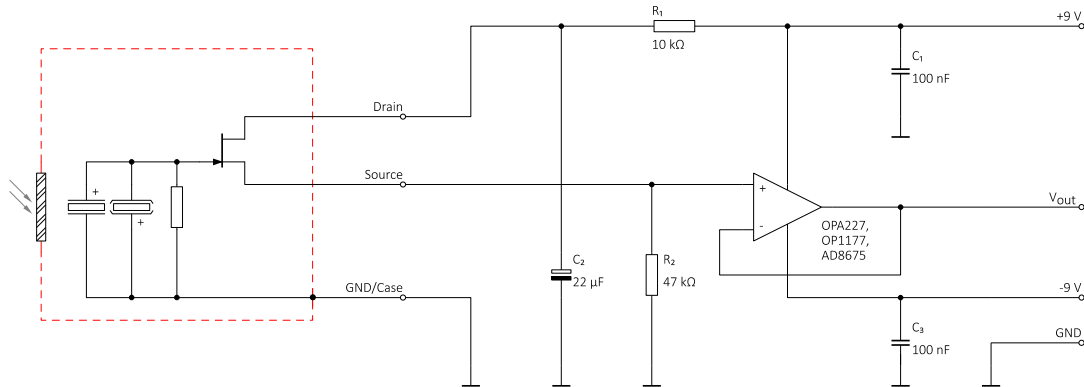 +9 V
R₁
10 kΩ
C₁
100 nF
Drain
Source
+
+
+
-
Vout
OPA227,
OP1177,
AD8675
C₂
22 µF
R₂
47 kΩ
GND/Case
-9 V
C₃
100 nF
GND